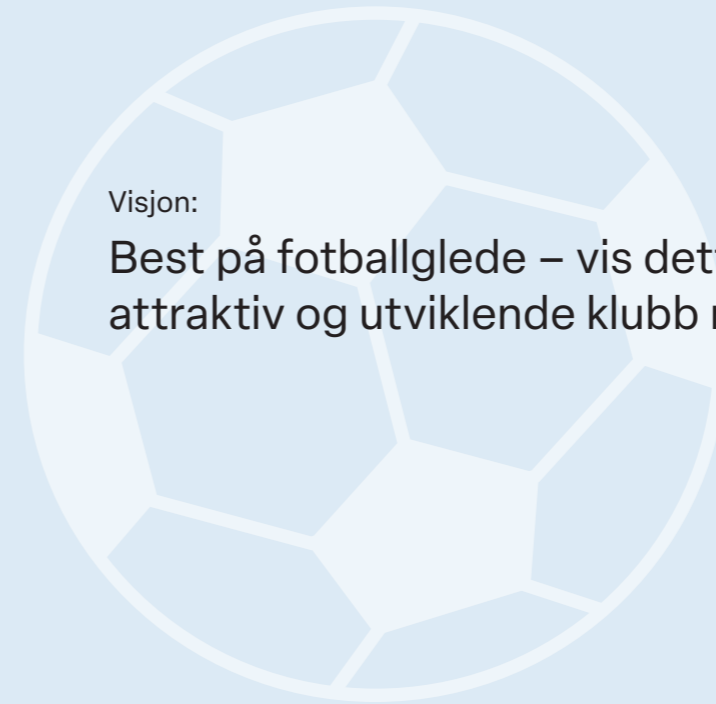 Visjon:
Best på fotballglede – vis
attraktiv og utviklende klubb